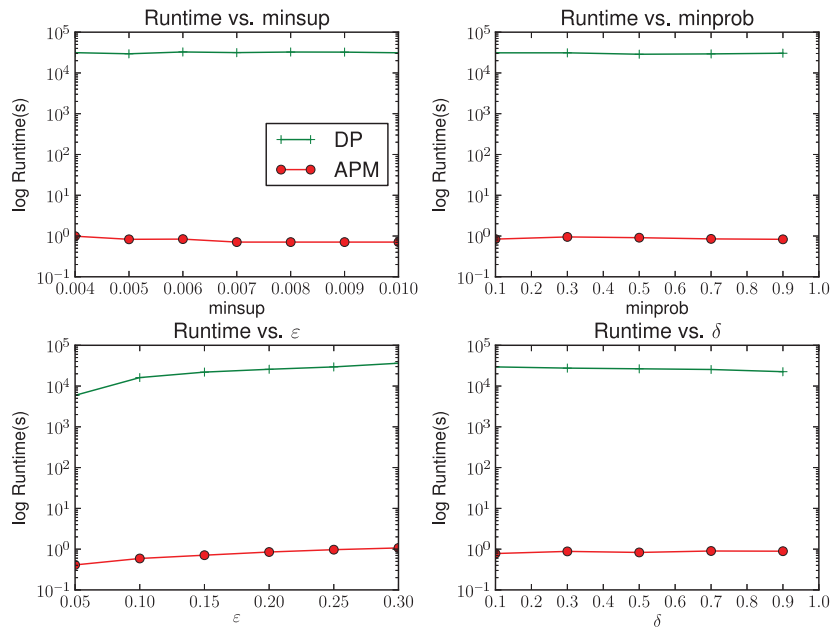 Runtime vs. minsup
log Runtime(s)
10^5
10^4
10^3
10^2
10^1
10^0
10^-1
DP
APM
0.004 0.005 0.006 0.007 0.008 0.009 0.010
minsup
Runtime vs. minprob
log Runtime(s)
10^5
10^4
10^3
10^2
10^1
10^0
10^-1
0.1 0.2 0.3 0.4 0.5 0.6 0.7 0.8 0.9 1.0
minprob
Runtime vs. ε
log Runtime(s)
10^5
10^4
10^3
10^2
10^1
10^0
10^-1
0.05 0.10 0.15 0.20 0.25 0.30
ε
Runtime vs. δ
log Runtime(s)
10^5
10^4
10^3
10^2
10^1
10^0
10^-1
0.1 0.2 0.3 0.4 0.5 0.6 0.7 0.8 0.9 1.0
δ